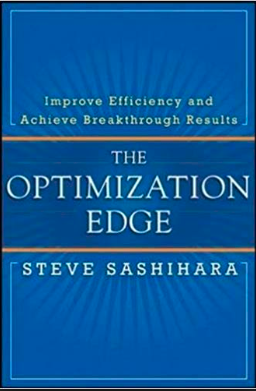 Improve Efficiency and
Achieve Breakthrough Results
THE
OPTIMIZATION
EDGE
STEVE SASHIHARA